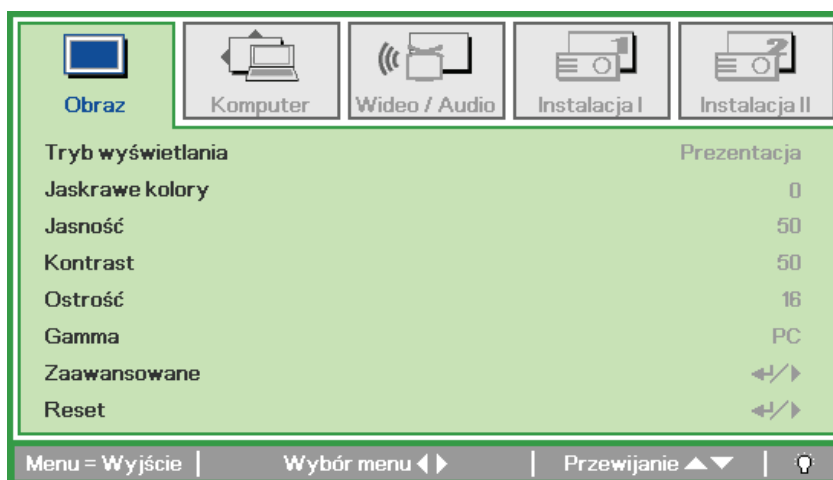 Obraz
Komputer
Wideo / Audio
Instalacja I
Instalacja II
Tryb wyświetlania Prezentacja
Jaskrawe kolory 0
Jasność 50
Kontrast 50
Ostrość 16
Gamma PC
Zaawansowane
Reset
Menu = Wyjście | Wybór menu | Przewijanie |